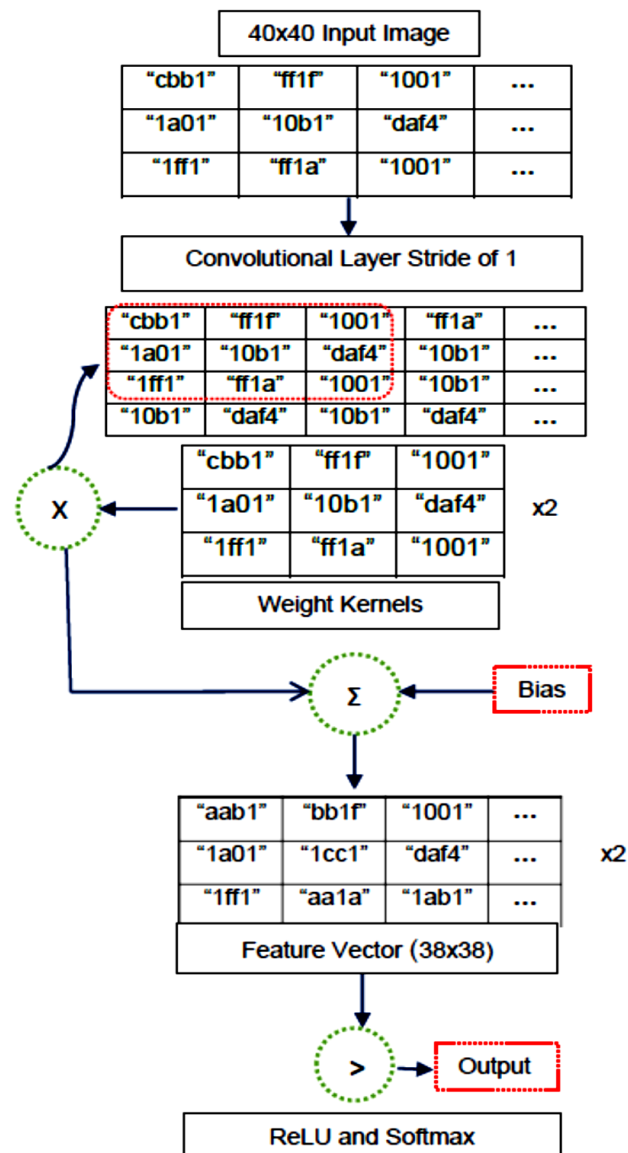 40x40 Input Image
“cbb1” “ff1f” “1001” ...
“1a01” “10b1” “daf4” ...
“1ff1” “ff1a” “1001” ...
Convolutional Layer Stride of 1
“cbb1” “ff1f” “1001” “ff1a” ...
“1a01” “10b1” “daf4” “10b1” ...
“1ff1” “ff1a” “1001” “10b1” ...
“10b1” “daf4” “10b1” “daf4” ...
“cbb1” “ff1f” “1001”
X “1a01” “10b1” “daf4” x2
“1ff1” “ff1a” “1001”
Weight Kernels
Σ Bias
“aab1” “bb1f” “1001” ...
“1a01” “1cc1” “daf4” ... x2
“1ff1” “aa1a” “1ab1” ...
Feature Vector (38x38)
> Output
ReLU and Softmax